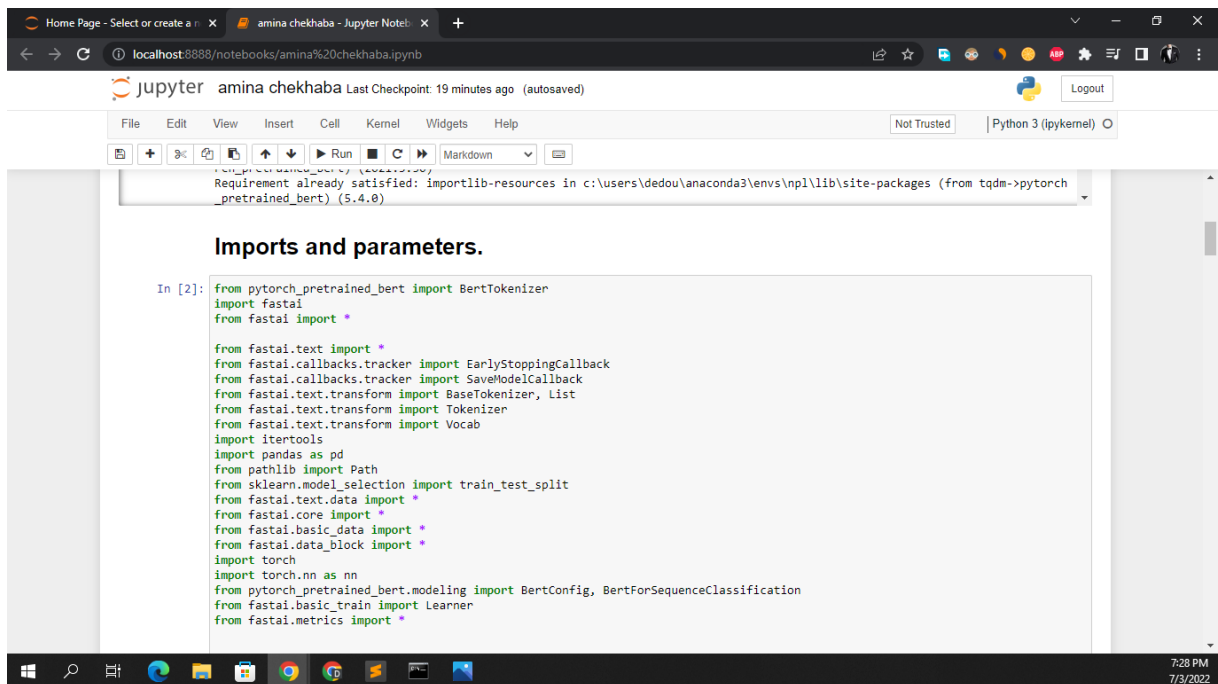 Home Page - Select or create a n
amina chekhaba - Jupyter Noteb
localhost:8888/notebooks/amina%20chekhaba.ipynb
ABP
jupyter amina chekhaba Last Checkpoint: 19 minutes ago (autosaved)
Logout
File Edit View Insert Cell Kernel Widgets Help
Not Trusted
Python 3 (ipykernel)
Run
Markdown
Requirement already satisfied: importlib-resources in c:\users\dedou\anaconda3\envs\npl\lib\site-packages (from tqdm->pytorch
_pretrained_bert) (5.4.0)
Imports and parameters.
In [2]: from pytorch_pretrained_bert import BertTokenizer
import fastai
from fastai import *
from fastai.text import *
from fastai.callbacks.tracker import EarlyStoppingCallback
from fastai.callbacks.tracker import SaveModelCallback
from fastai.text.transform import BaseTokenizer, List
from fastai.text.transform import Tokenizer
from fastai.text.transform import Vocab
import itertools
import pandas as pd
from pathlib import Path
from sklearn.model_selection import train_test_split
from fastai.text.data import *
from fastai.core import *
from fastai.basic_data import *
from fastai.data_block import *
import torch
import torch.nn as nn
from pytorch_pretrained_bert.modeling import BertConfig, BertForSequenceClassification
from fastai.basic_train import Learner
from fastai.metrics import *
7:28 PM
7/3/2022